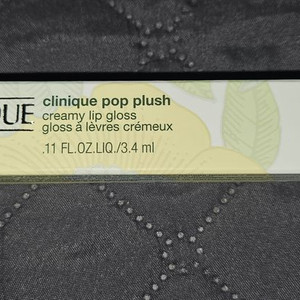 QUE
clinique pop plush
creamy lip gloss
gloss à lèvres crémeux
.11 FL.OZ.LIQ./3.4 ml